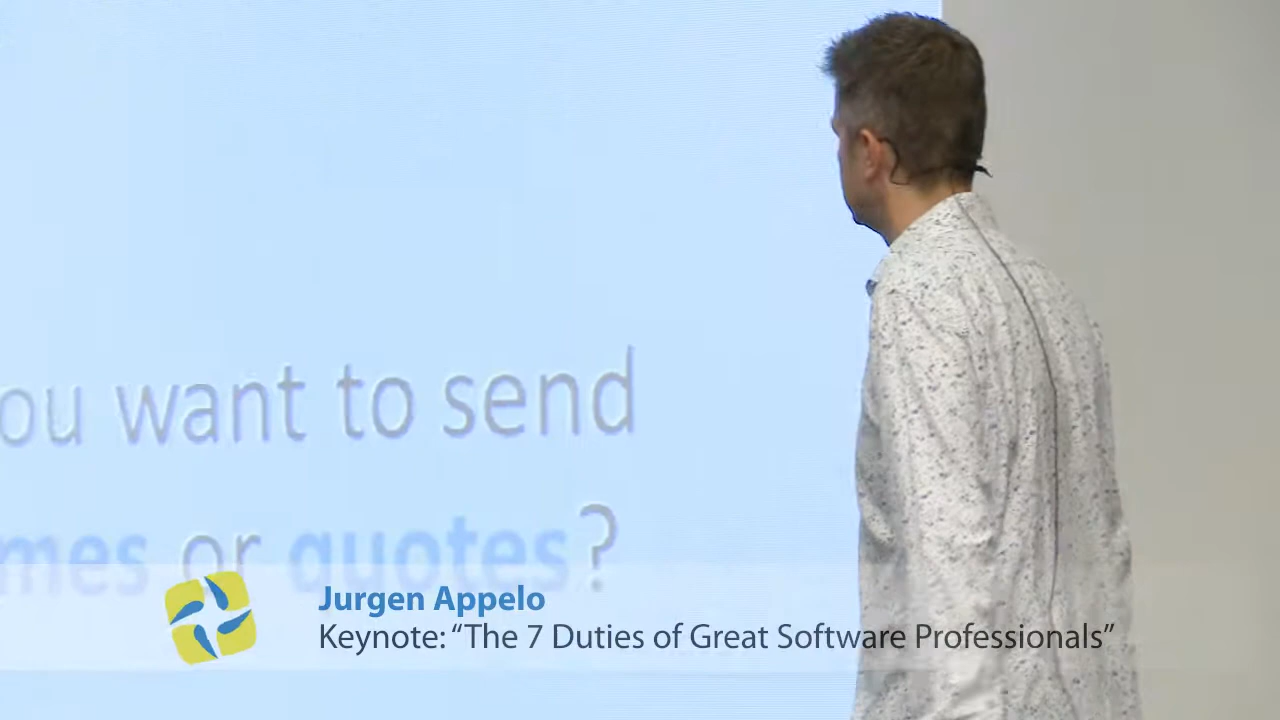 ou want to send
mes or quotes?
Jurgen Appelo
Keynote: “The 7 Duties of Great Software Professionals”